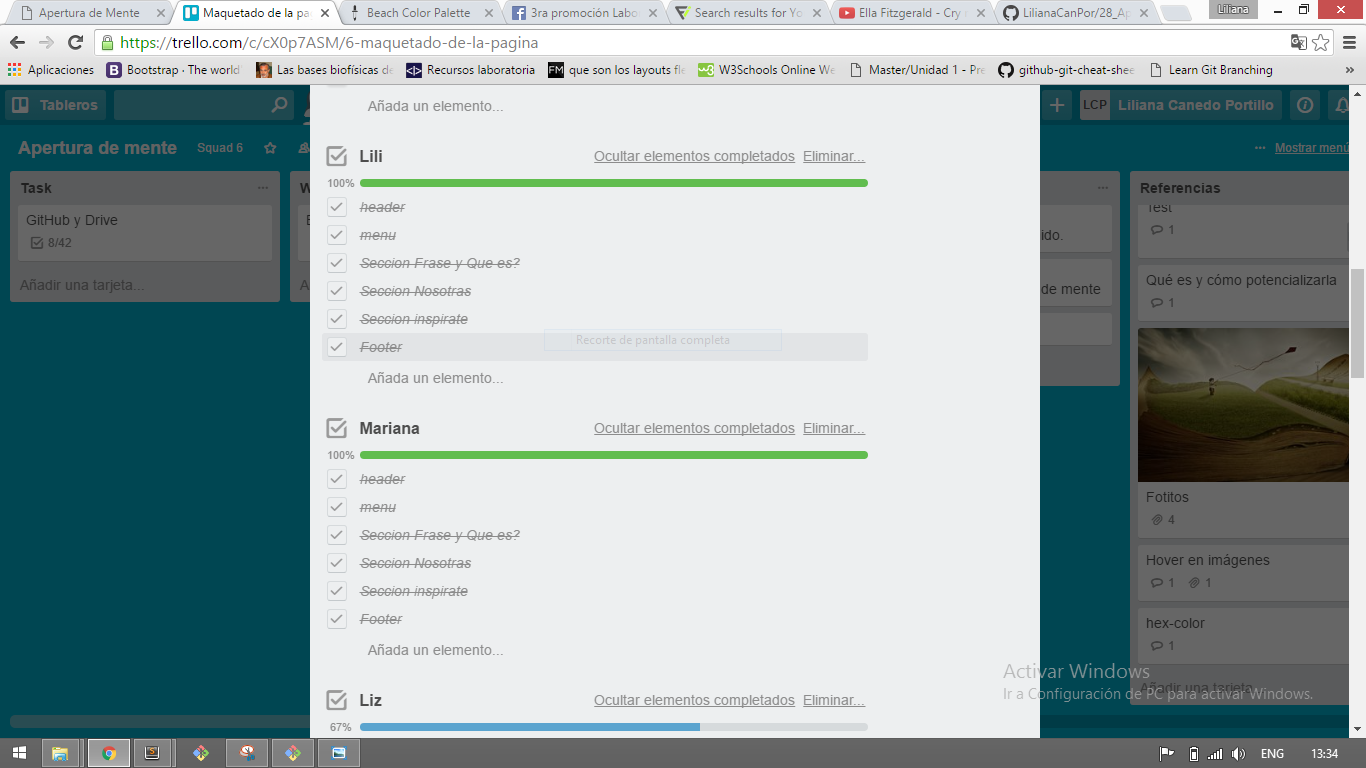 Apertura de Mente
Maquetado de la pa
Beach Color Palette
3ra promoción Labo
Search results for Yo
Ella Fitzgerald - Cry
LilianaCanPor/28_Ap
Liliana
https://trello.com/c/cX0p7ASM/6-maquetado-de-la-pagina
Aplicaciones
Bootstrap · The world
Las bases biofísicas de
Recursos laboratoria
que son los layouts fle
W3Schools Online We
Master/Unidad 1 - Pre
github-git-cheat-shee
Learn Git Branching
Tableros
Añada un elemento...
LCP Liliana Canedo Portillo
Apertura de mente
Squad 6
Mostrar menú
Lili
Ocultar elementos completados Eliminar...
100%
header
menu
Seccion Frase y Que es?
Seccion Nosotras
Seccion inspirate
Footer
Recorte de pantalla completa
Añada un elemento...
Mariana
Ocultar elementos completados Eliminar...
100%
header
menu
Seccion Frase y Que es?
Seccion Nosotras
Seccion inspirate
Footer
Añada un elemento...
Liz
Ocultar elementos completados Eliminar...
67%
Task
GitHub y Drive
8/42
Añadir una tarjeta...
W
ido.
de mente
Referencias
Test
1
Qué es y cómo potencializarla
1
Fotitos
4
Hover en imágenes
1 1
hex-color
1
Añadir una tarjeta...
Activar Windows
Ir a Configuración de PC para activar Windows.
ENG
13:34